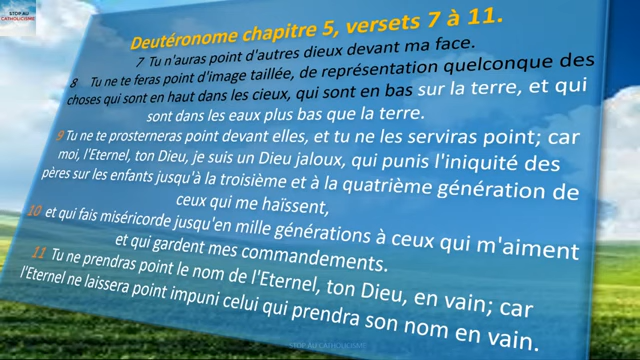 STOP AU
CATHOLICISME
Deutéronome chapitre 5, versets 7 à 11.
7 Tu n'auras point d'autres dieux devant ma face.
8 Tu ne te feras point d'image taillée, de représentation quelconque des
choses qui sont en haut dans les cieux, qui sont en bas sur la terre, et qui
sont dans les eaux plus bas que la terre.
9 Tu ne te prosterneras point devant elles, et tu ne les serviras point; car
moi, l'Eternel, ton Dieu, je suis un Dieu jaloux, qui punis l'iniquité des
pères sur les enfants jusqu'à la troisième et à la quatrième génération de
ceux qui me haïssent,
10 et qui fais miséricorde jusqu'en mille générations à ceux qui m'aiment
et qui gardent mes commandements.
11 Tu ne prendras point le nom de l'Eternel, ton Dieu, en vain; car
l'Eternel ne laissera point impuni celui qui prendra son nom en vain.
STOP AU CATHOLICISME